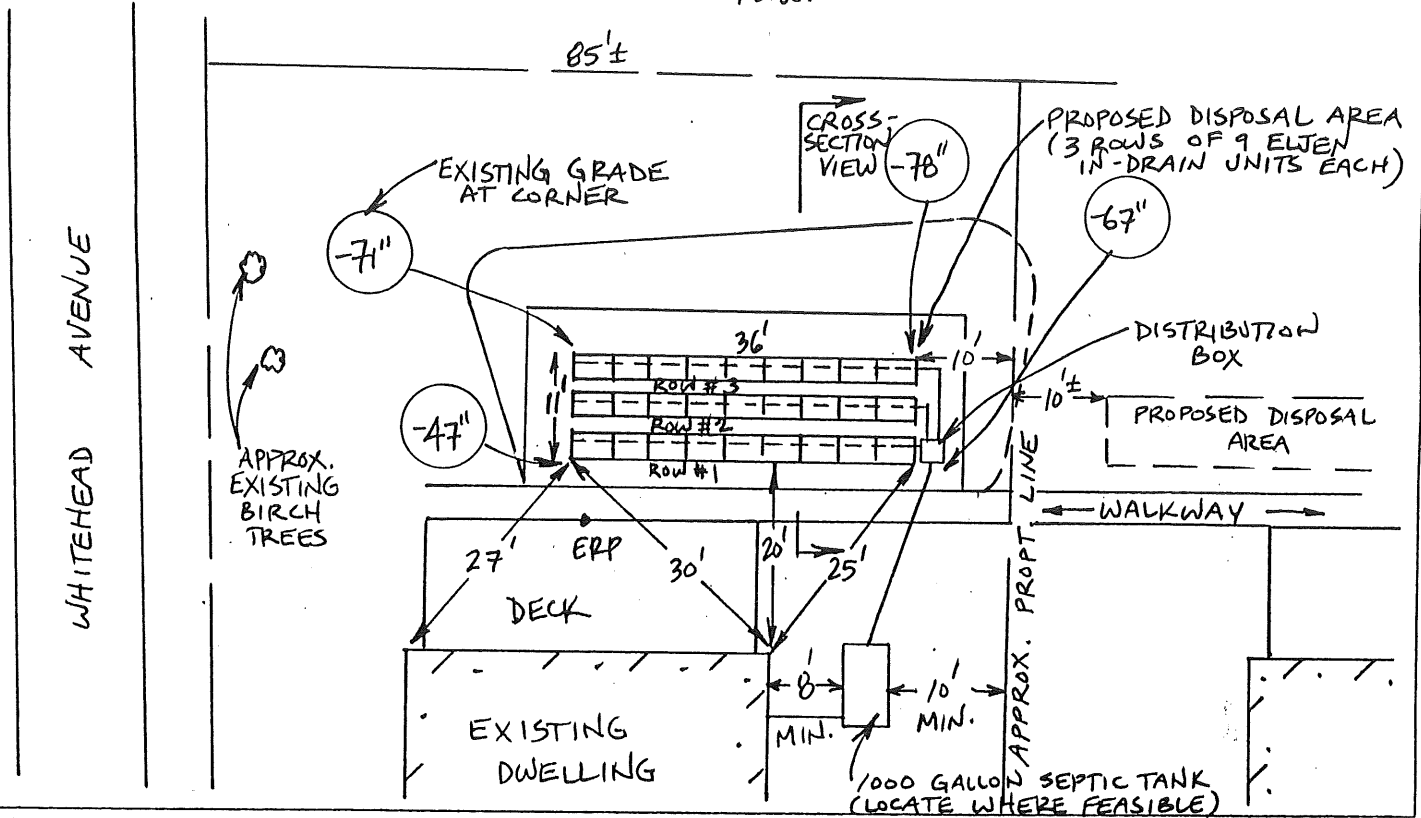 85'±
CROSS-
SECTION
VIEW
-78"
PROPOSED DISPOSAL AREA
(3 ROWS OF 9 ELJEN
IN-DRAIN UNITS EACH)
EXISTING GRADE
AT CORNER
-67"
-71"
WHITEHEAD AVENUE
36'
10'
DISTRIBUTION
BOX
ROW #3
11'
10'±
PROPOSED DISPOSAL
AREA
-47"
ROW #2
ROW #1
APPROX.
EXISTING
BIRCH
TREES
WALKWAY
ERP
27'
30'
20'
25'
DECK
APPROX. PROPT LINE
8'
MIN.
10'
MIN.
EXISTING
DWELLING
1000 GALLON SEPTIC TANK
(LOCATE WHERE FEASIBLE)